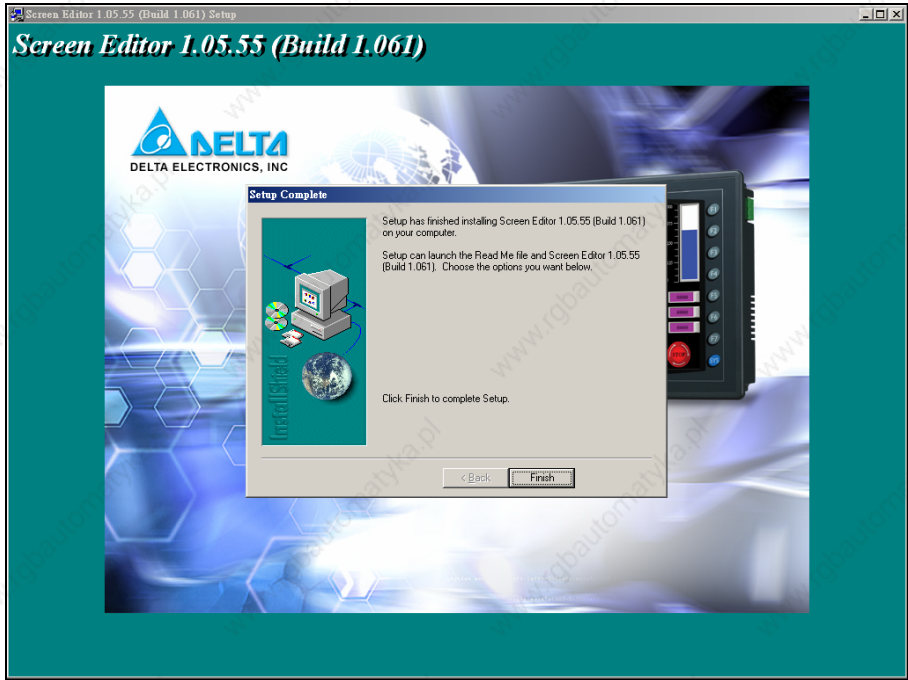 Screen Editor 1.05.55 (Build 1.061) Setup
Screen Editor 1.05.55 (Build 1.061)
DELTA
DELTA ELECTRONICS, INC
Setup Complete
Setup has finished installing Screen Editor 1.05.55 (Build 1.061)
on your computer.
Setup can launch the Read Me file and Screen Editor 1.05.55
(Build 1.061). Choose the options you want below.
InstallShield
STOP
Click Finish to complete Setup.
< Back
Finish
www.rgbautomatyka.pl